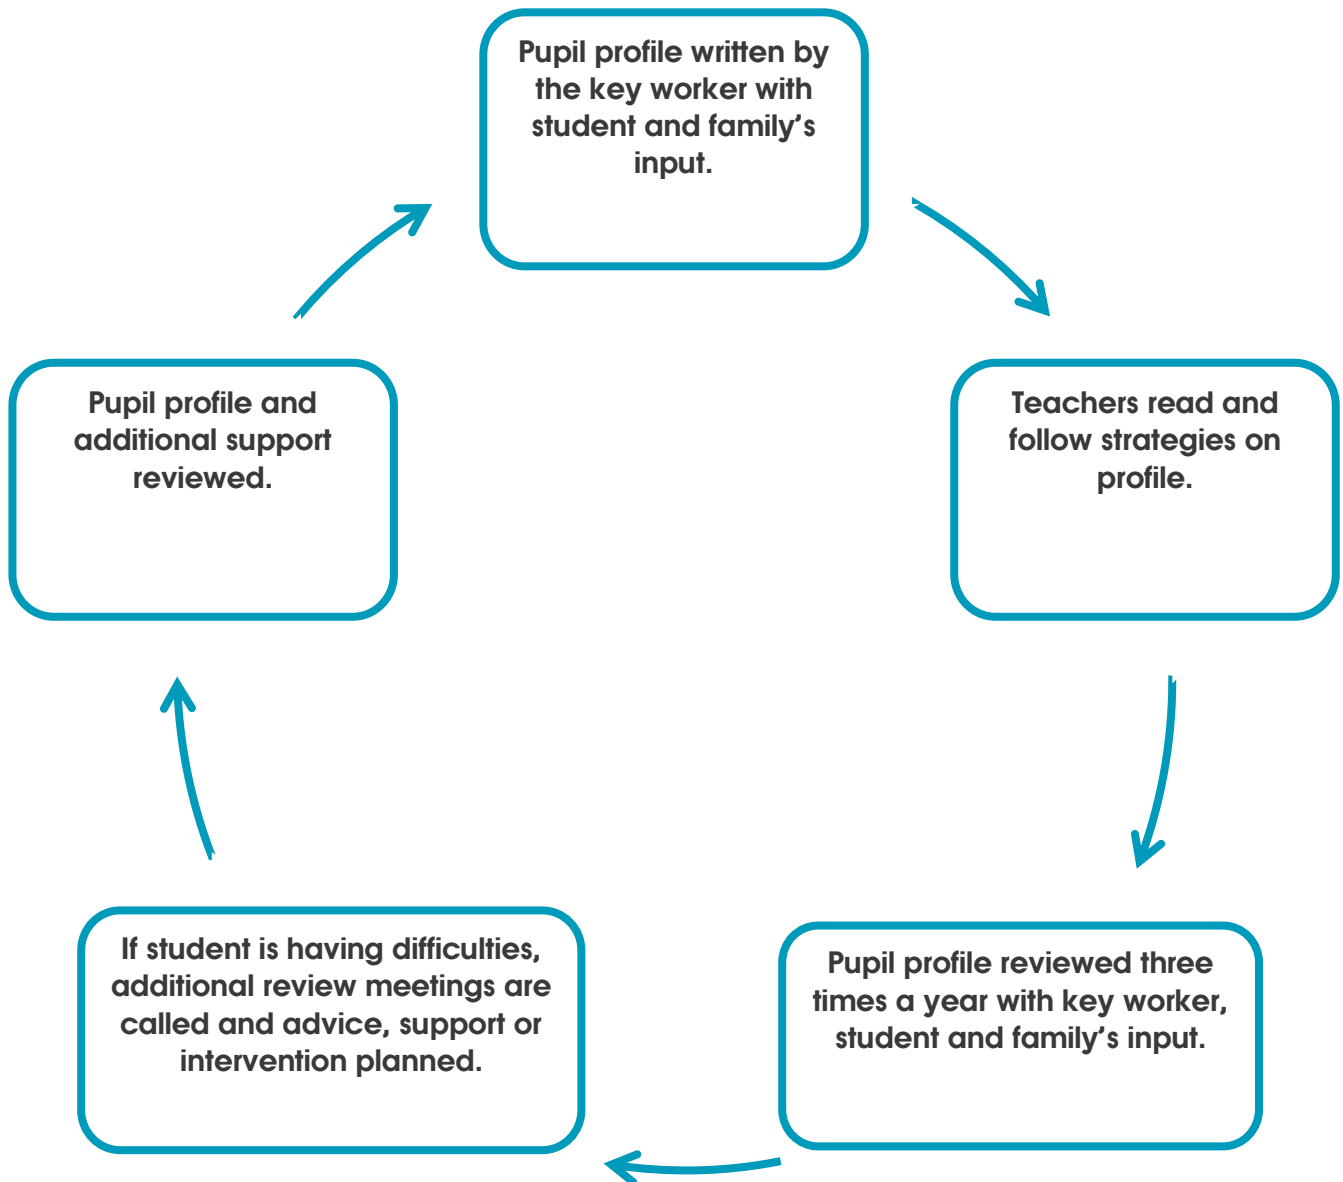 Pupil profile written by
the key worker with
student and family’s
input.
Teachers read and
follow strategies on
profile.
Pupil profile reviewed three
times a year with key worker,
student and family’s input.
If student is having difficulties,
additional review meetings are
called and advice, support or
intervention planned.
Pupil profile and
additional support
reviewed.